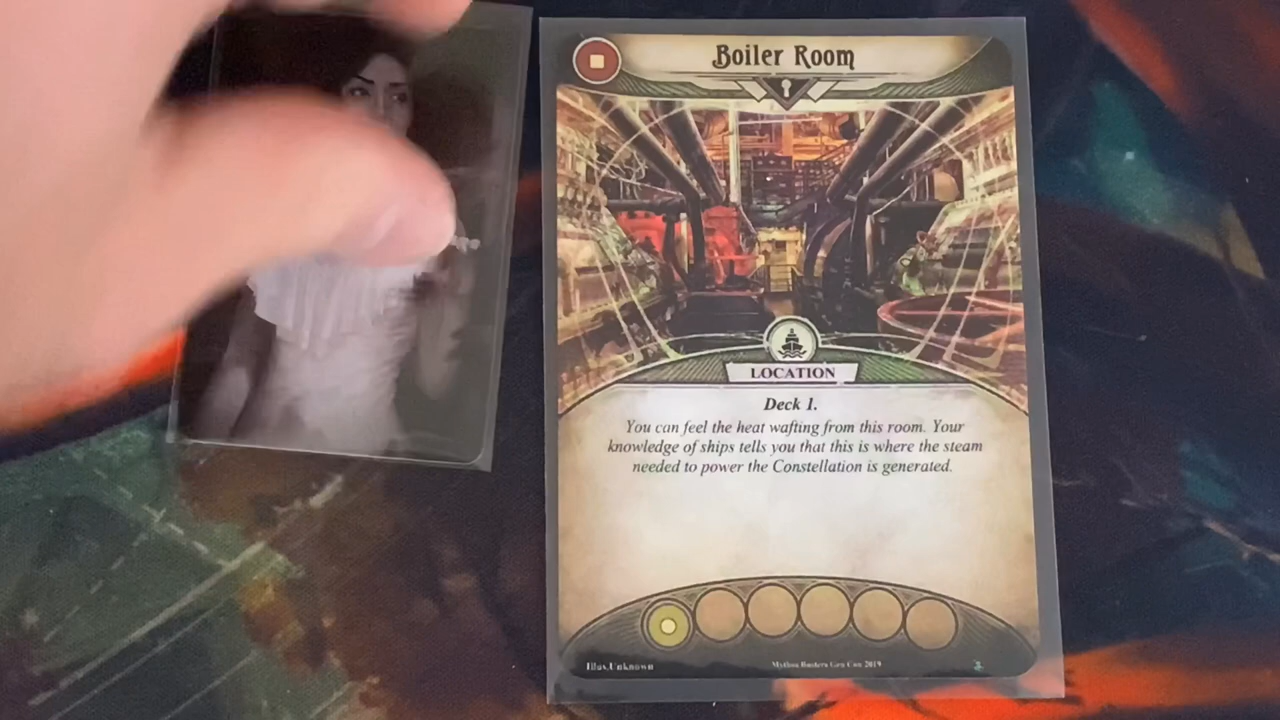 Boiler Room
LOCATION
Deck 1.
You can feel the heat wafting from this room. Your
knowledge of ships tells you that this is where the steam
needed to power the Constellation is generated.
Illus. Unknown
Mythos Busters Gen Con 2019